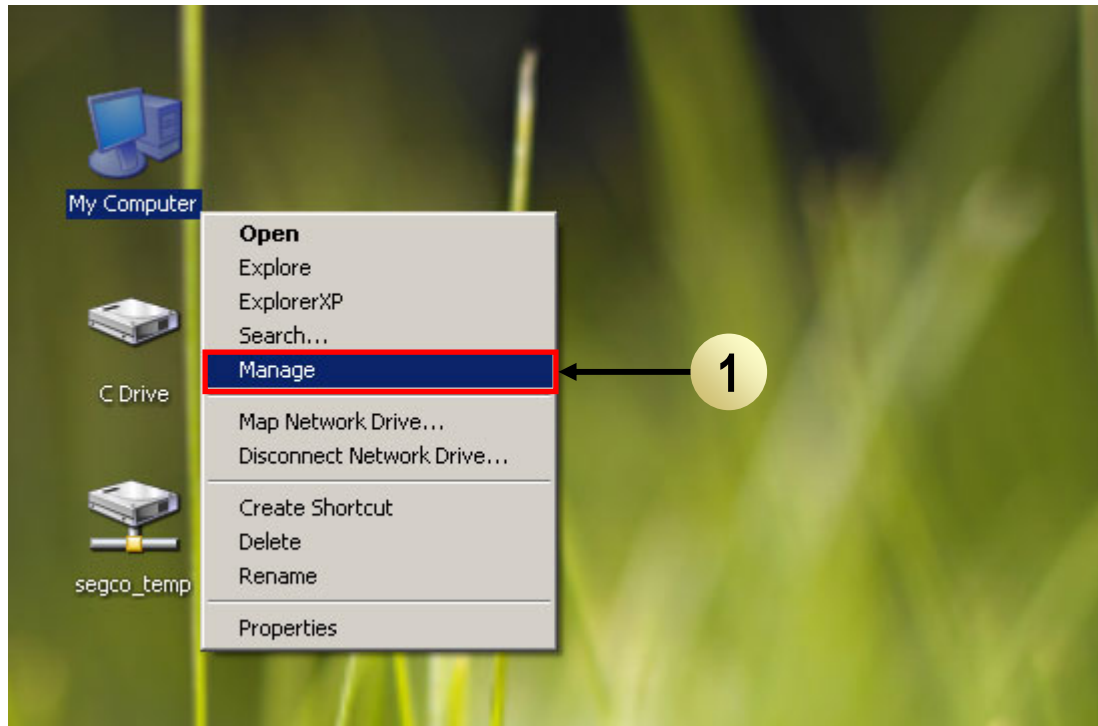 My Computer
Open
Explore
ExplorerXP
Search...
Manage
1
C Drive
Map Network Drive...
Disconnect Network Drive...
Create Shortcut
Delete
Rename
segco_temp
Properties